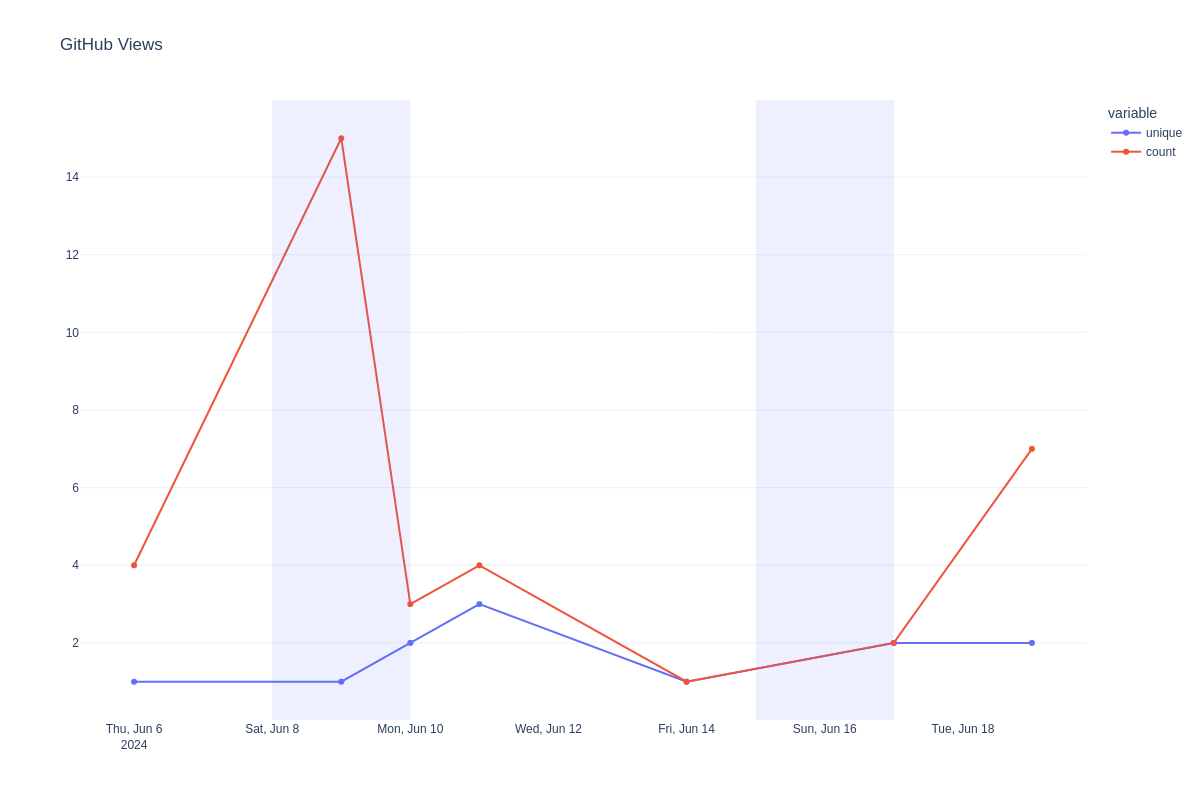 GitHub Views
variable
unique
count
14
12
10
8
6
4
2
Thu, Jun 6
2024
Sat, Jun 8
Mon, Jun 10
Wed, Jun 12
Fri, Jun 14
Sun, Jun 16
Tue, Jun 18